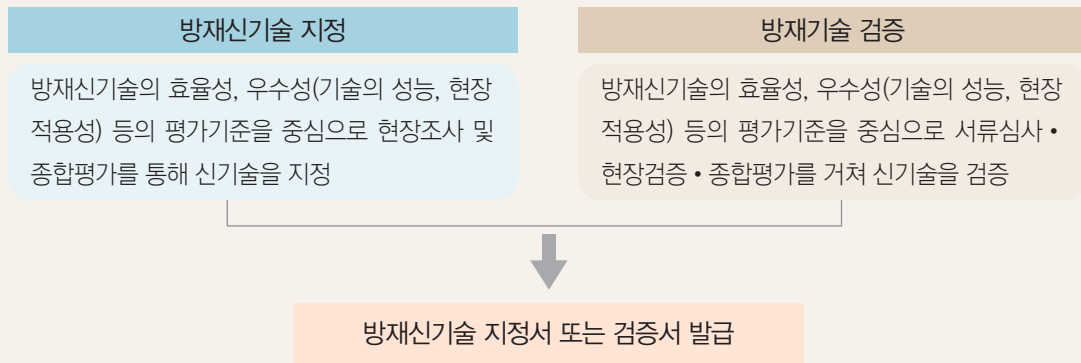 방재신기술 지정
방재신기술의 효율성, 우수성(기술의 성능, 현장
적용성) 등의 평가기준을 중심으로 현장조사 및
종합평가를 통해 신기술을 지정
방재기술 검증
방재신기술의 효율성, 우수성(기술의 성능, 현장
적용성) 등의 평가기준을 중심으로 서류심사 •
현장검증 • 종합평가를 거쳐 신기술을 검증
방재신기술 지정서 또는 검증서 발급